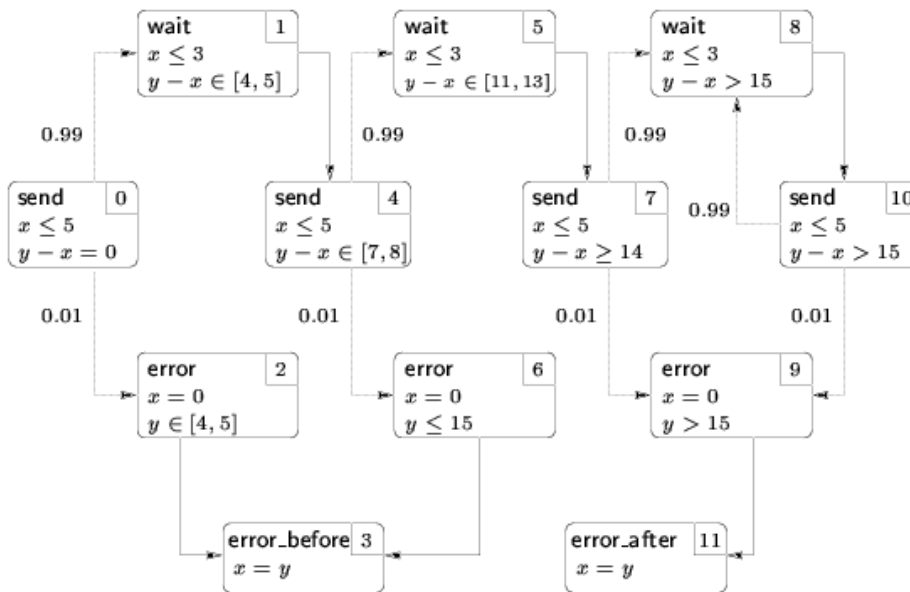 wait 1
x ≤ 3
y − x ∈ [4, 5]
wait 5
x ≤ 3
y − x ∈ [11, 13]
wait 8
x ≤ 3
y − x > 15
0.99
0.99
0.99
send 0
x ≤ 5
y − x = 0
send 4
x ≤ 5
y − x ∈ [7, 8]
send 7
x ≤ 5
y − x ≥ 14
0.99
send 10
x ≤ 5
y − x > 15
0.01
0.01
0.01
0.01
error 2
x = 0
y ∈ [4, 5]
error 6
x = 0
y ≤ 15
error 9
x = 0
y > 15
error_before 3
x = y
error_after 11
x = y